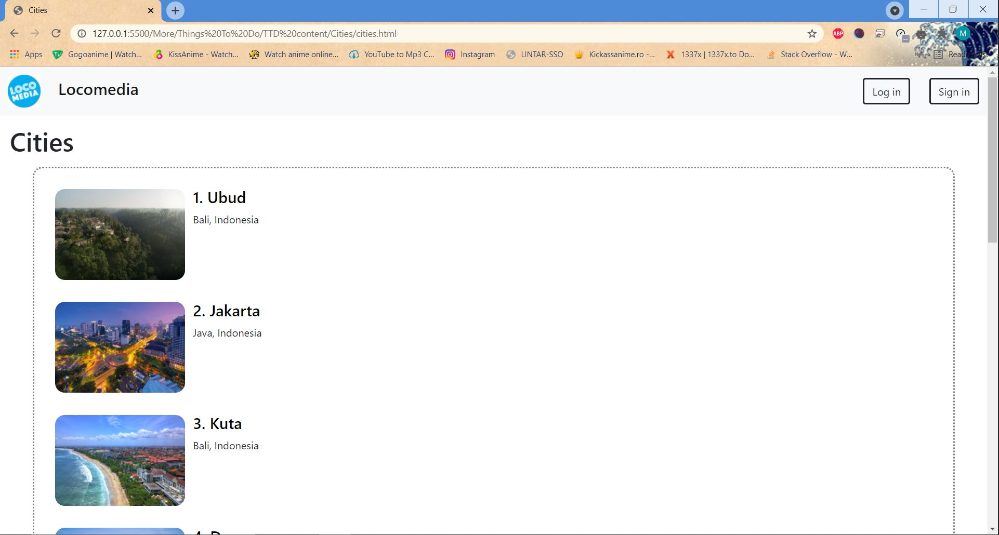 Cities
127.0.0.1:5500/More/Things%20To%20Do/TTD%20content/Cities/cities.html
ABP
M
Apps
Gogoanime | Watch...
KissAnime - Watch...
Watch anime online...
YouTube to Mp3 C...
Instagram
LINTAR-SSO
Kickassanime.ro -...
1337x | 1337x.to Do...
Stack Overflow - W...
»
Reading list
LOCO
MEDIA
Locomedia
Log in
Sign in
Cities
1. Ubud
Bali, Indonesia
2. Jakarta
Java, Indonesia
3. Kuta
Bali, Indonesia